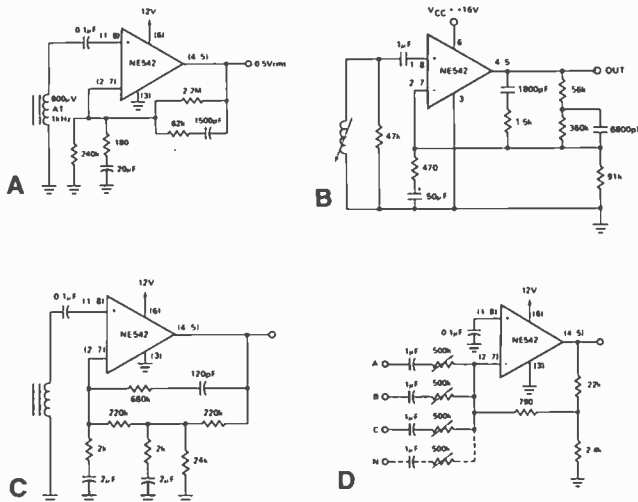 12V
0.1µF
(1 8)
(6)
NE542
(4 5)
0.5Vrms
(2 7)
(3)
800µV
AT
1kHz
2.2M
62k
1500pF
180
240k
20µF
A
VCC = +16V
1µF
6
1 8
NE542
4 5
OUT
2 7
3
1800pF
56k
47k
1.5k
360k
6800pF
470
50µF
91k
B
12V
0.1µF
(1 8)
(6)
NE542
(4 5)
(2 7)
(3)
680k
120pF
220k
220k
2k
2k
24k
2µF
2µF
C
12V
(1 8)
(6)
0.1µF
NE542
(4 5)
1µF
500k
(2 7)
A
(3)
1µF
500k
B
22k
1µF
500k
790
C
1µF
500k
N
2.4k
D